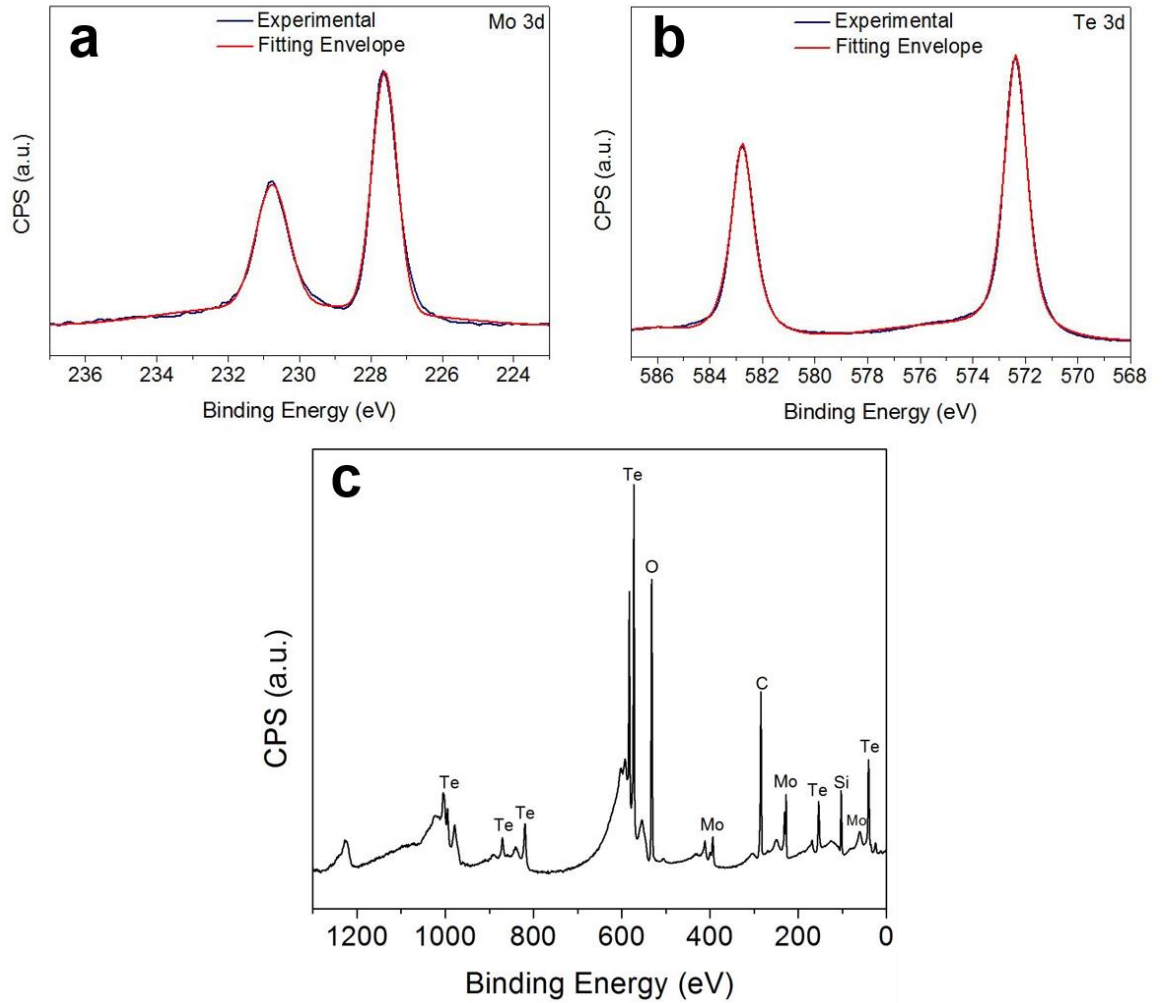 a
Experimental
Fitting Envelope
Mo 3d
CPS (a.u.)
236 234 232 230 228 226 224
Binding Energy (eV)
b
Experimental
Fitting Envelope
Te 3d
CPS (a.u.)
586 584 582 580 578 576 574 572 570 568
Binding Energy (eV)
c
Te
O
C
Te
Te
Te
Mo
Mo
Te
Si
Mo
Te
CPS (a.u.)
1200 1000 800 600 400 200 0
Binding Energy (eV)